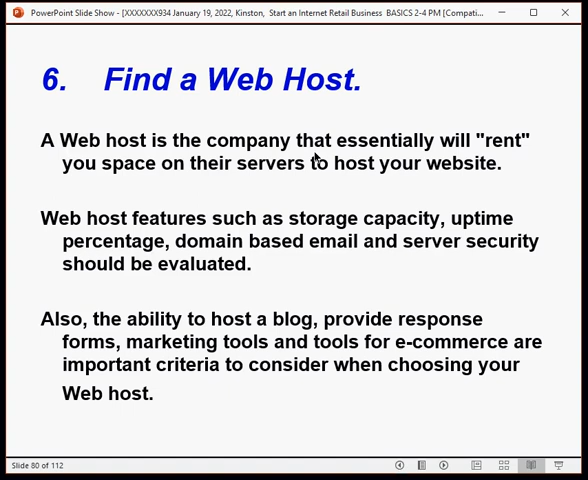 PowerPoint Slide Show - [XXXXXXX934 January 19, 2022, Kinston,  Start an Internet Retail Business  BASICS 2-4 PM [Compati...
6.    Find a Web Host.
A Web host is the company that essentially will "rent"
you space on their servers to host your website.
Web host features such as storage capacity, uptime
percentage, domain based email and server security
should be evaluated.
Also, the ability to host a blog, provide response
forms, marketing tools and tools for e-commerce are
important criteria to consider when choosing your
Web host.
Slide 80 of 112